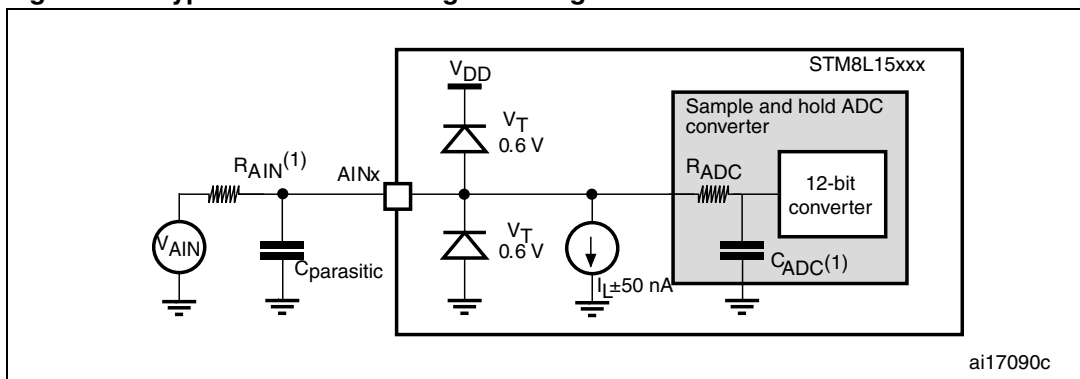 STM8L15xxx
VDD
Sample and hold ADC
converter
VT
0.6 V
RAIN(1)
AINx
RADC
12-bit
converter
VAIN
Cparasitic
VT
0.6 V
IL±50 nA
CADC(1)
ai17090c